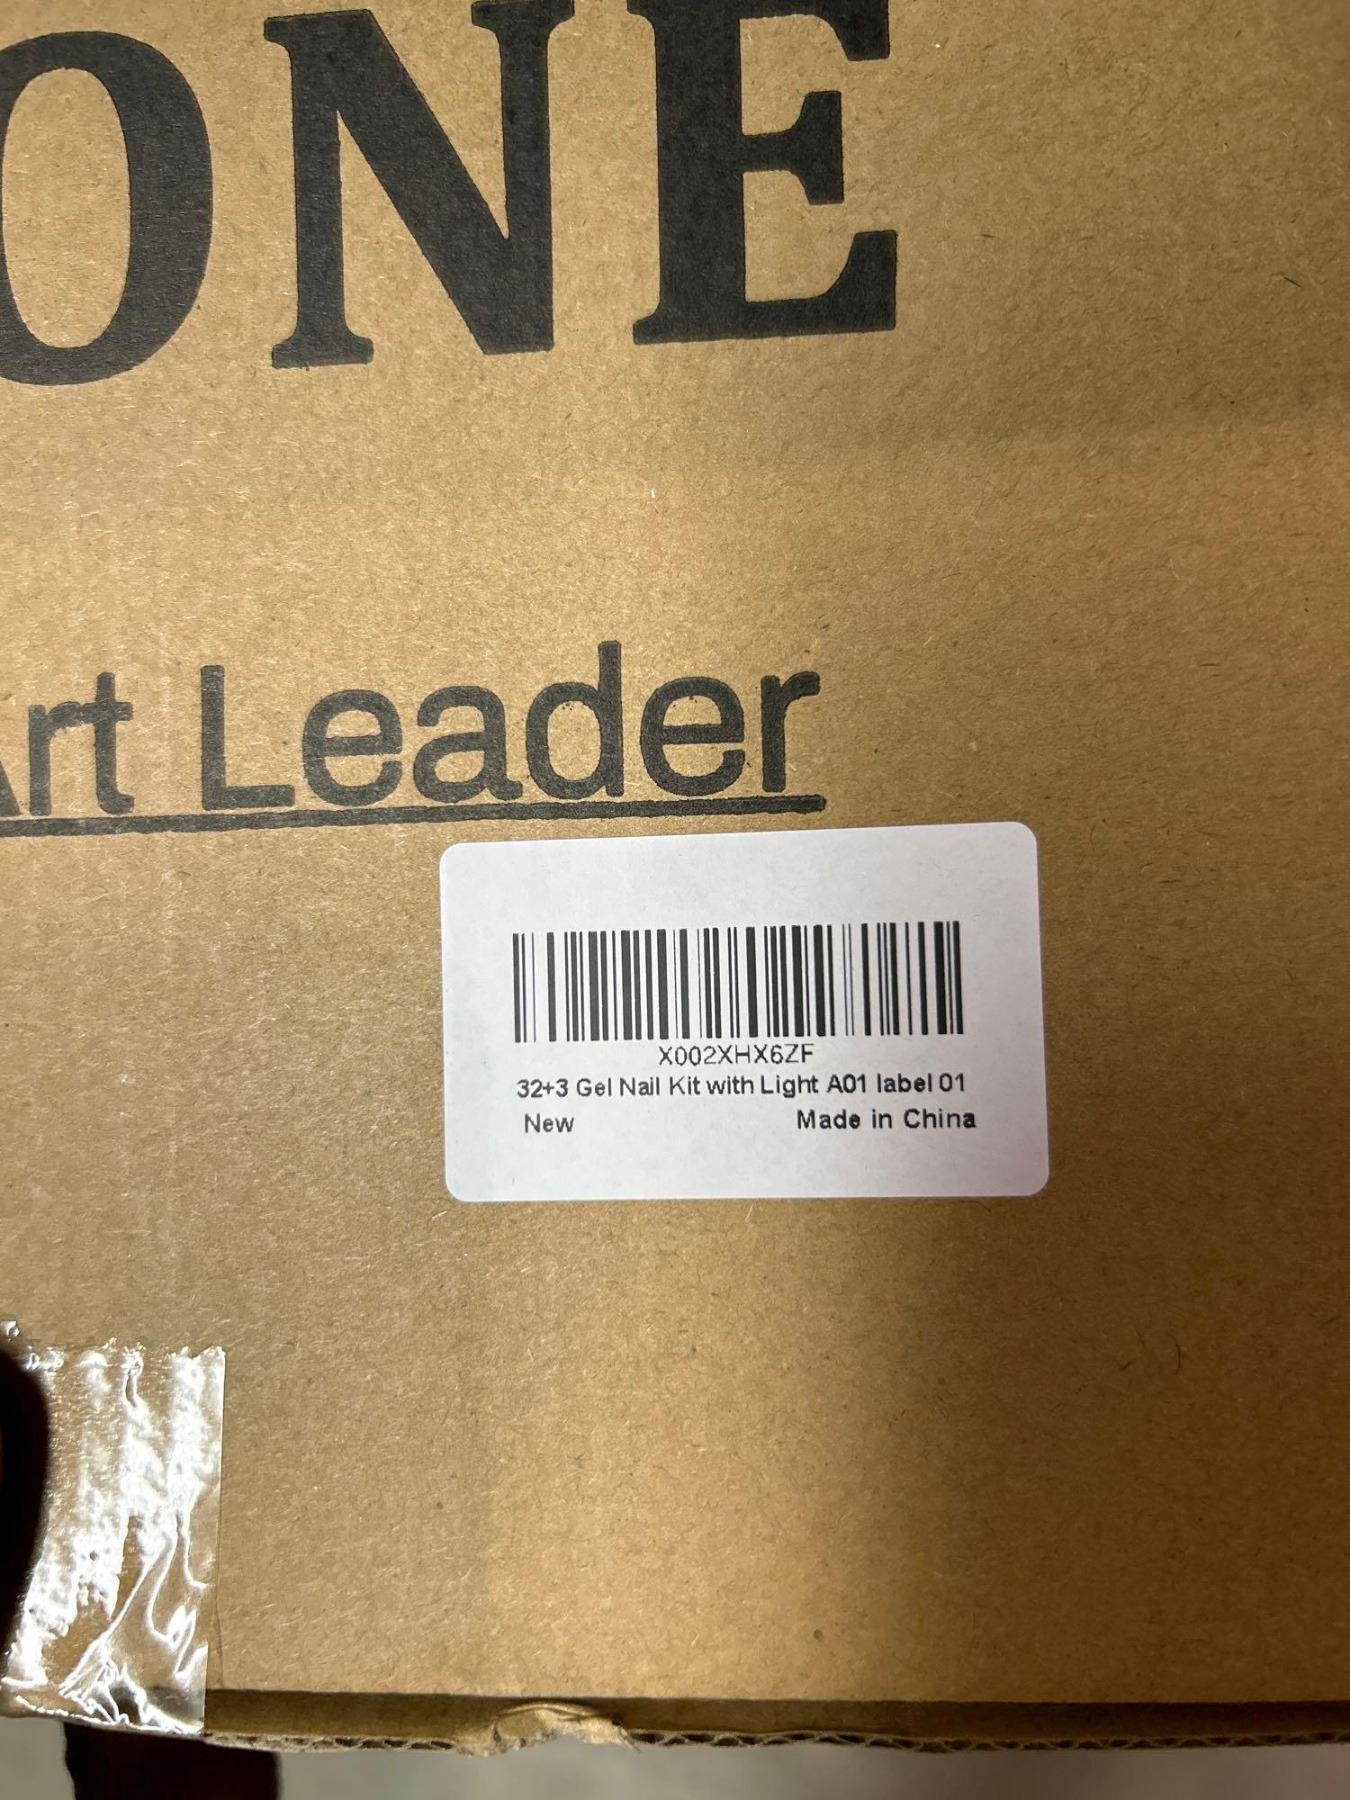 ONE
Art Leader
X002XHX6ZF
32+3 Gel Nail Kit with Light A01 label 01
New Made in China